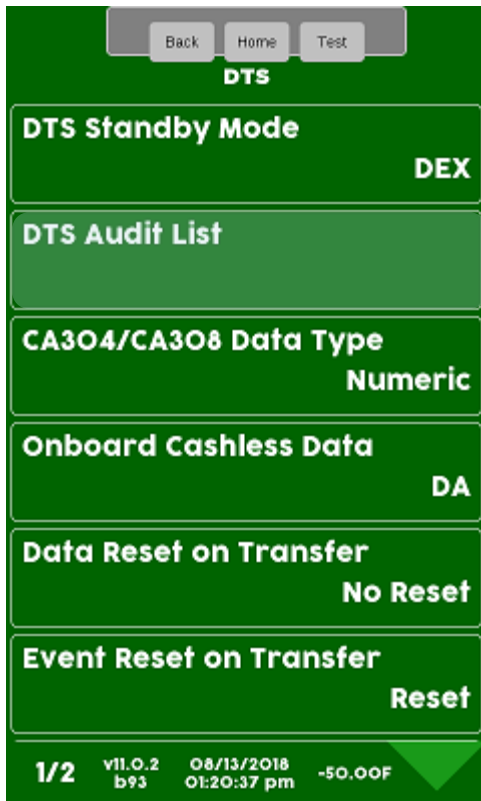 Back Home Test
DTS
DTS Standby Mode
DEX
DTS Audit List
CA304/CA308 Data Type
Numeric
Onboard Cashless Data
DA
Data Reset on Transfer
No Reset
Event Reset on Transfer
Reset
1/2 v11.0.2 08/13/2018 -50.00F
b93 01:20:37 pm